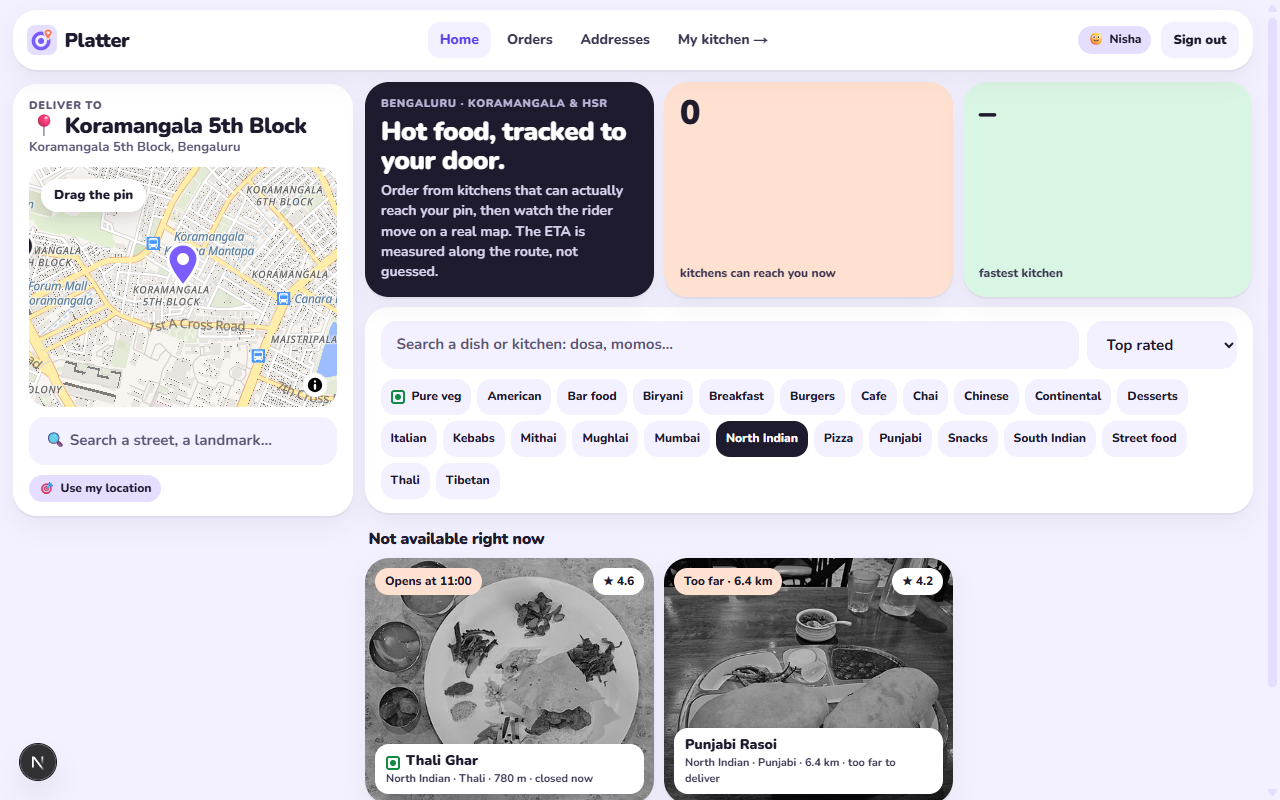 Platter
Home
Orders
Addresses
My kitchen →
Nisha
Sign out
DELIVER TO
Koramangala 5th Block
Koramangala 5th Block, Bengaluru
Drag the pin
KORAMANGALA
6TH BLOCK
Koramangala
Mantapa
MANGALA
H BLOCK
KORAMANGALA
5TH BLOCK
KORAMANGALA
Forum Mall
oramangala
Canara
1st A Cross Road
MAISTRIPALA
OLONY
7th Cross
Search a street, a landmark...
Use my location
BENGALURU · KORAMANGALA & HSR
Hot food, tracked to
your door.
Order from kitchens that can actually
reach your pin, then watch the rider
move on a real map. The ETA is
measured along the route, not
guessed.
0
kitchens can reach you now
–
fastest kitchen
Search a dish or kitchen: dosa, momos...
Top rated
Pure veg
American
Bar food
Biryani
Breakfast
Burgers
Cafe
Chai
Chinese
Continental
Desserts
Italian
Kebabs
Mithai
Mughlai
Mumbai
North Indian
Pizza
Punjabi
Snacks
South Indian
Street food
Thali
Tibetan
Not available right now
Opens at 11:00
★ 4.6
Thali Ghar
North Indian · Thali · 780 m · closed now
Too far · 6.4 km
★ 4.2
Punjabi Rasoi
North Indian · Punjabi · 6.4 km · too far to
deliver
N